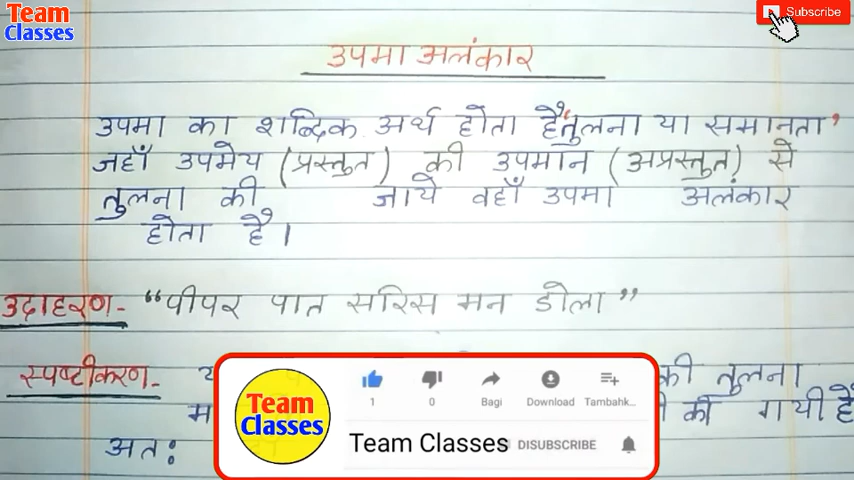 Team
Classes
Subscribe
उपमा अलंकार
उपमा का शाब्दिक अर्थ होता है "तुलना या समानता"
जहाँ उपमेय (प्रस्तुत) की उपमान (अप्रस्तुत) से
तुलना की जाये वहाँ उपमा अलंकार
होता है।
उदाहरण- “पीपर पात सरिस मन डोला”
स्पष्टीकरण- की तुलना
की गयी है
अतः
Team
Classes
1 0 Bagi Download Tambahk...
Team Classes DISUBSCRIBE